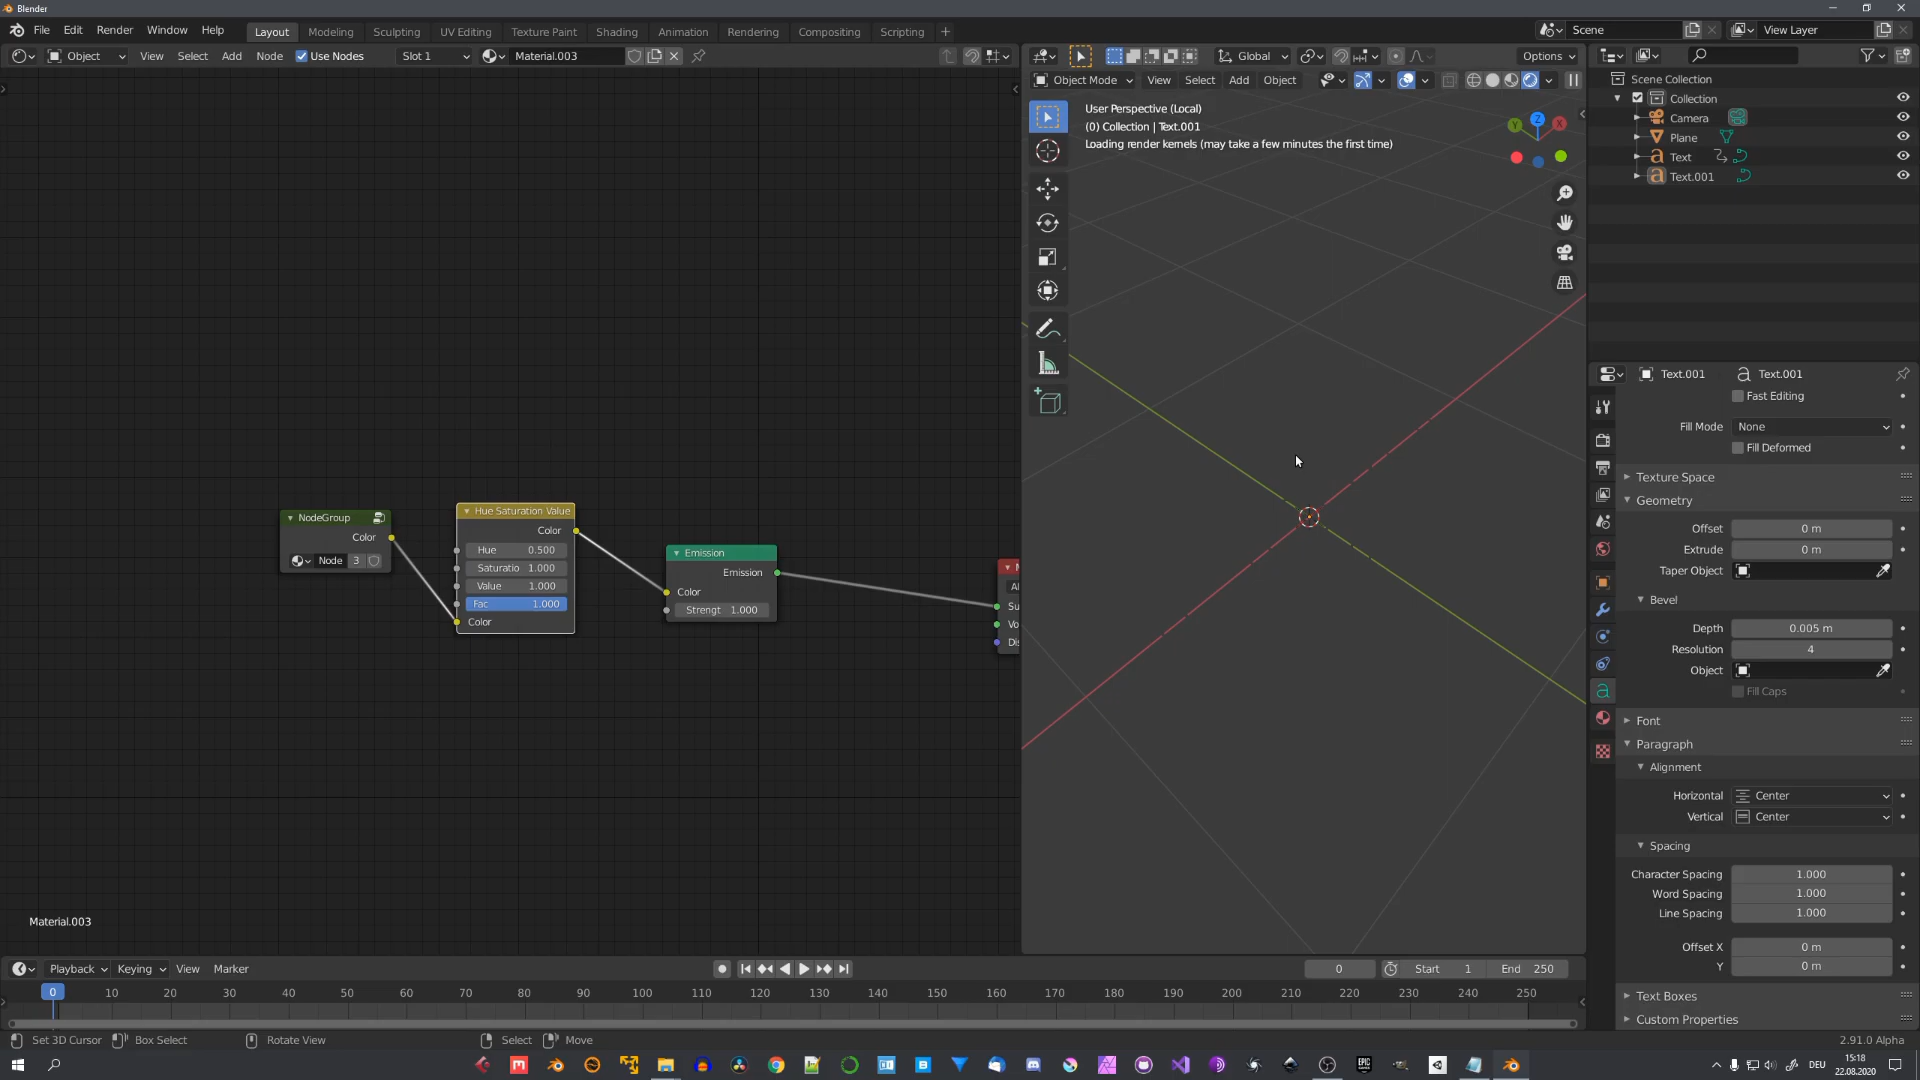 Blender
File Edit Render Window Help Layout Modeling Sculpting UV Editing Texture Paint Shading Animation Rendering Compositing Scripting + Scene View Layer
Object View Select Add Node Use Nodes Slot 1 Material.003 Global Options
Object Mode View Select Add Object
User Perspective (Local)
(0) Collection | Text.001
Loading render kernels (may take a few minutes the first time)
Z
Y
X
Scene Collection
Collection
Camera
Plane
Text
Text.001
Text.001 Text.001
Fast Editing
Fill Mode None
Fill Deformed
Texture Space
Geometry
Offset 0 m
Extrude 0 m
Taper Object
Bevel
Depth 0.005 m
Resolution 4
Object
Fill Caps
Font
Paragraph
Alignment
Horizontal Center
Vertical Center
Spacing
Character Spacing 1.000
Word Spacing 1.000
Line Spacing 1.000
Offset X 0 m
Y 0 m
Text Boxes
Custom Properties
NodeGroup
Color
Node 3
Hue Saturation Value
Color
Hue 0.500
Saturatio 1.000
Value 1.000
Fac 1.000
Color
Emission
Emission
Color
Strengt 1.000
M
Al
Su
Vo
Dis
Material.003
Playback Keying View Marker 0 Start 1 End 250
0 10 20 30 40 50 60 70 80 90 100 110 120 130 140 150 160 170 180 190 200 210 220 230 240 250
Set 3D Cursor Box Select Rotate View Select Move 2.91.0 Alpha
DEU
15:18
22.08.2020